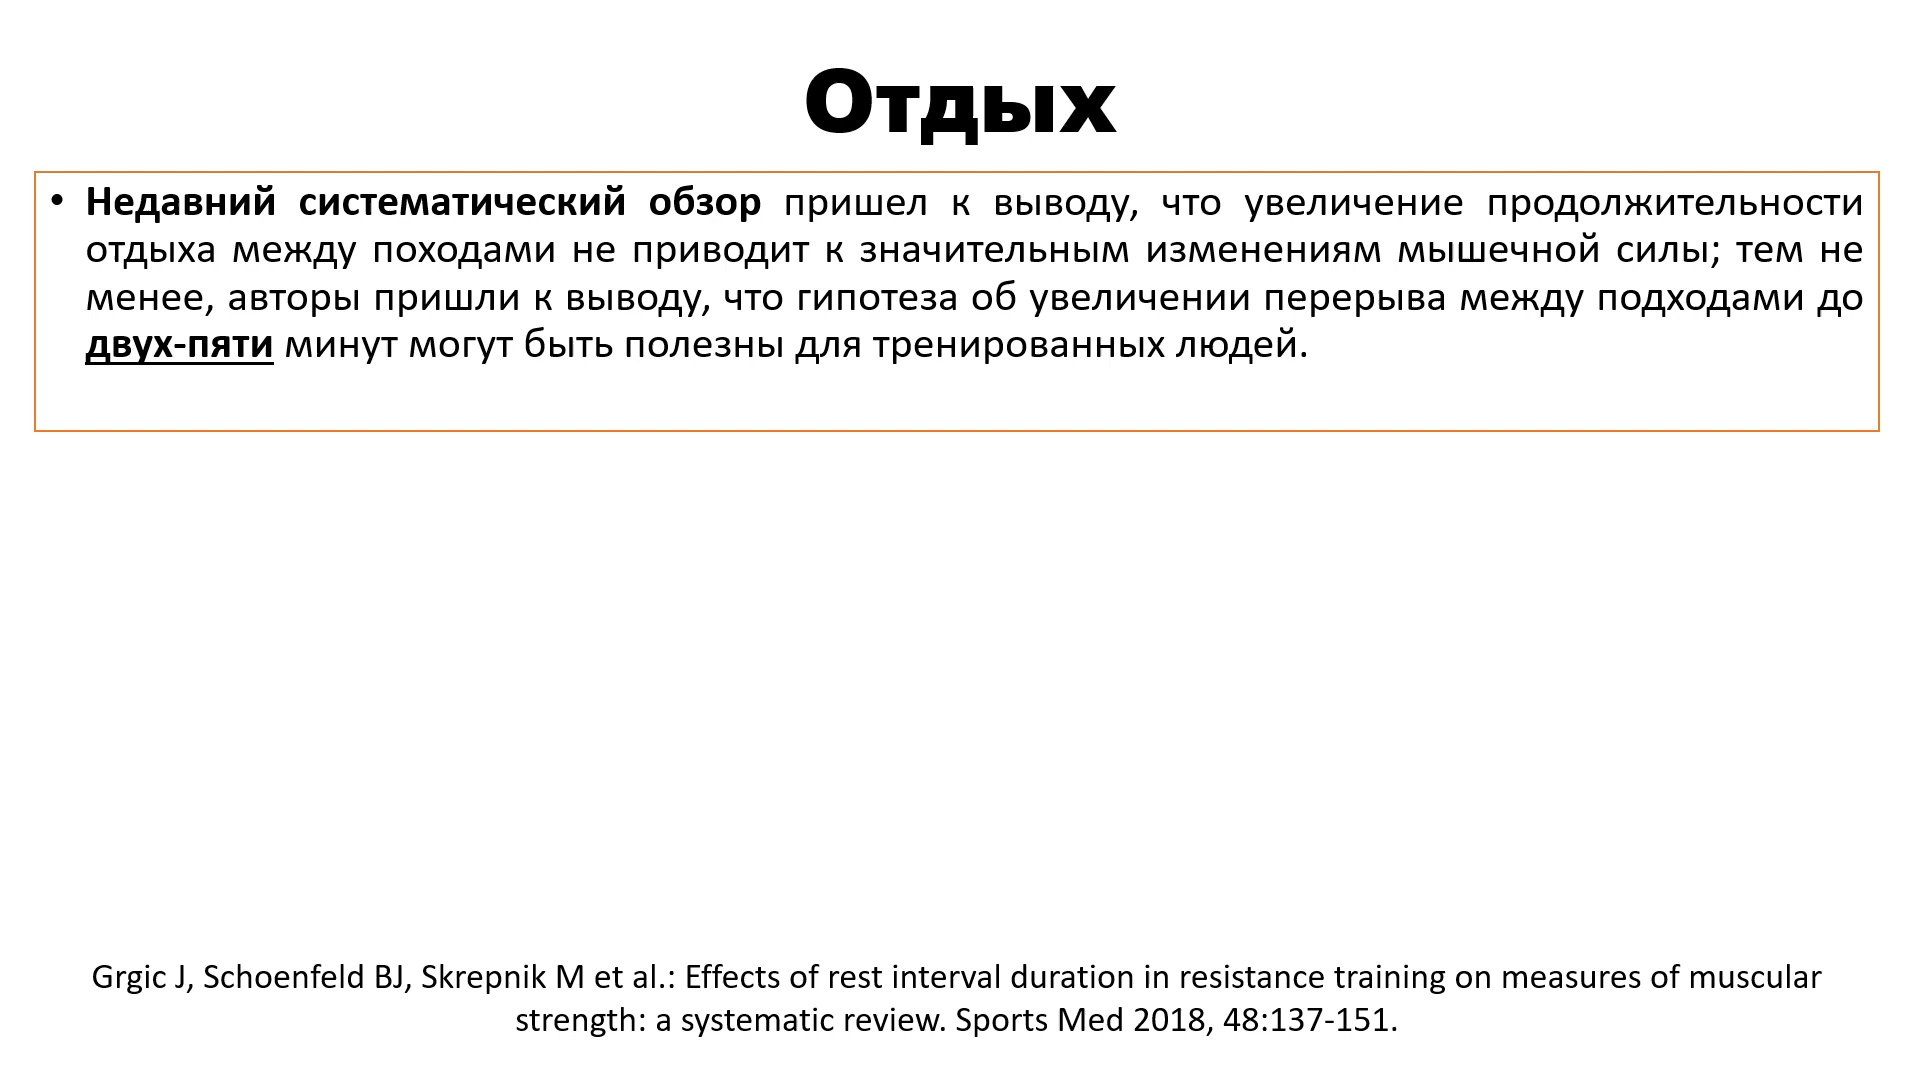 Отдых
• Недавний систематический обзор пришел к выводу, что увеличение продолжительности
отдыха между походами не приводит к значительным изменениям мышечной силы; тем не
менее, авторы пришли к выводу, что гипотеза об увеличении перерыва между подходами до
двух-пяти минут могут быть полезны для тренированных людей.
Grgic J, Schoenfeld BJ, Skrepnik M et al.: Effects of rest interval duration in resistance training on measures of muscular
strength: a systematic review. Sports Med 2018, 48:137-151.